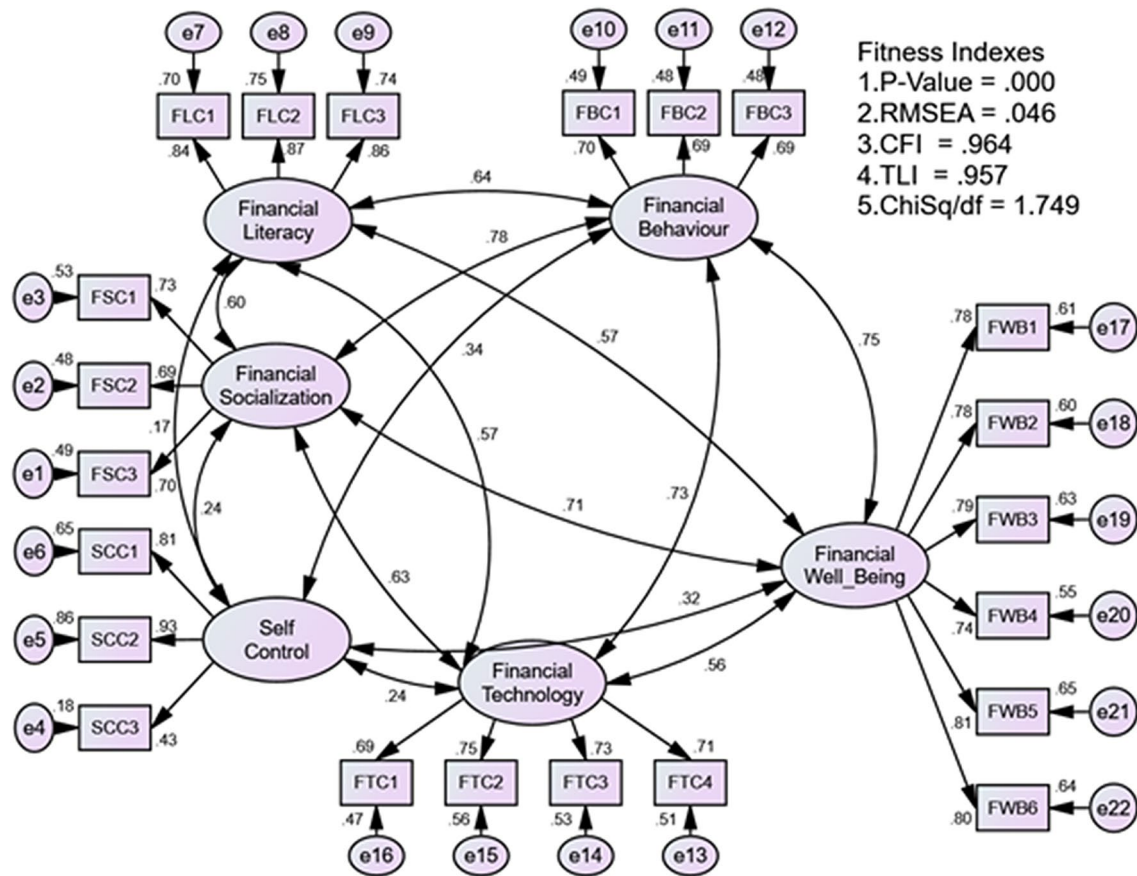 e7 e8 e9
.70 .75 .74
FLC1 FLC2 FLC3
.84 .87 .86
e10 e11 e12
.49 .48 .48
FBC1 FBC2 FBC3
.70 .69 .69
Fitness Indexes
1.P-Value = .000
2.RMSEA = .046
3.CFI = .964
4.TLI = .957
5.ChiSq/df = 1.749
Financial
Literacy
.64
Financial
Behaviour
.78
e3 .53 FSC1 .73
.60
e2 .48 FSC2 .69
Financial
Socialization
.34
.57
.75
e1 .49 FSC3 .70
.17
.57
.24
.71
.73
e6 .65 SCC1 .81
e5 .86 SCC2 .93
e4 .18 SCC3 .43
Self
Control
.63
.32
.24
.56
Financial
Technology
Financial
Well_Being
.78 FWB1 .61 e17
.78 FWB2 .60 e18
.79 FWB3 .63 e19
.74 FWB4 .55 e20
.81 FWB5 .65 e21
.80 FWB6 .64 e22
.69 .75 .73 .71
FTC1 FTC2 FTC3 FTC4
.47 .56 .53 .51
e16 e15 e14 e13